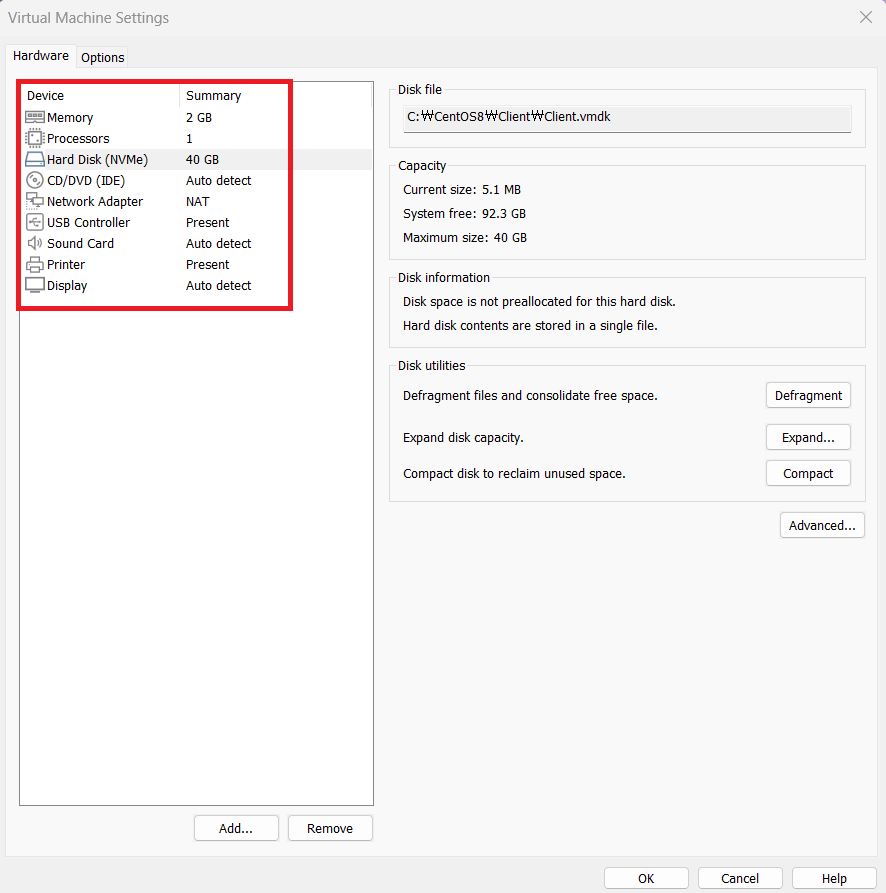 Virtual Machine Settings
Hardware Options
Device Summary
Memory 2 GB
Processors 1
Hard Disk (NVMe) 40 GB
CD/DVD (IDE) Auto detect
Network Adapter NAT
USB Controller Present
Sound Card Auto detect
Printer Present
Display Auto detect
Add... Remove
Disk file
C:₩CentOS8₩Client₩Client.vmdk
Capacity
Current size: 5.1 MB
System free: 92.3 GB
Maximum size: 40 GB
Disk information
Disk space is not preallocated for this hard disk.
Hard disk contents are stored in a single file.
Disk utilities
Defragment files and consolidate free space. Defragment
Expand disk capacity. Expand...
Compact disk to reclaim unused space. Compact
Advanced...
OK Cancel Help